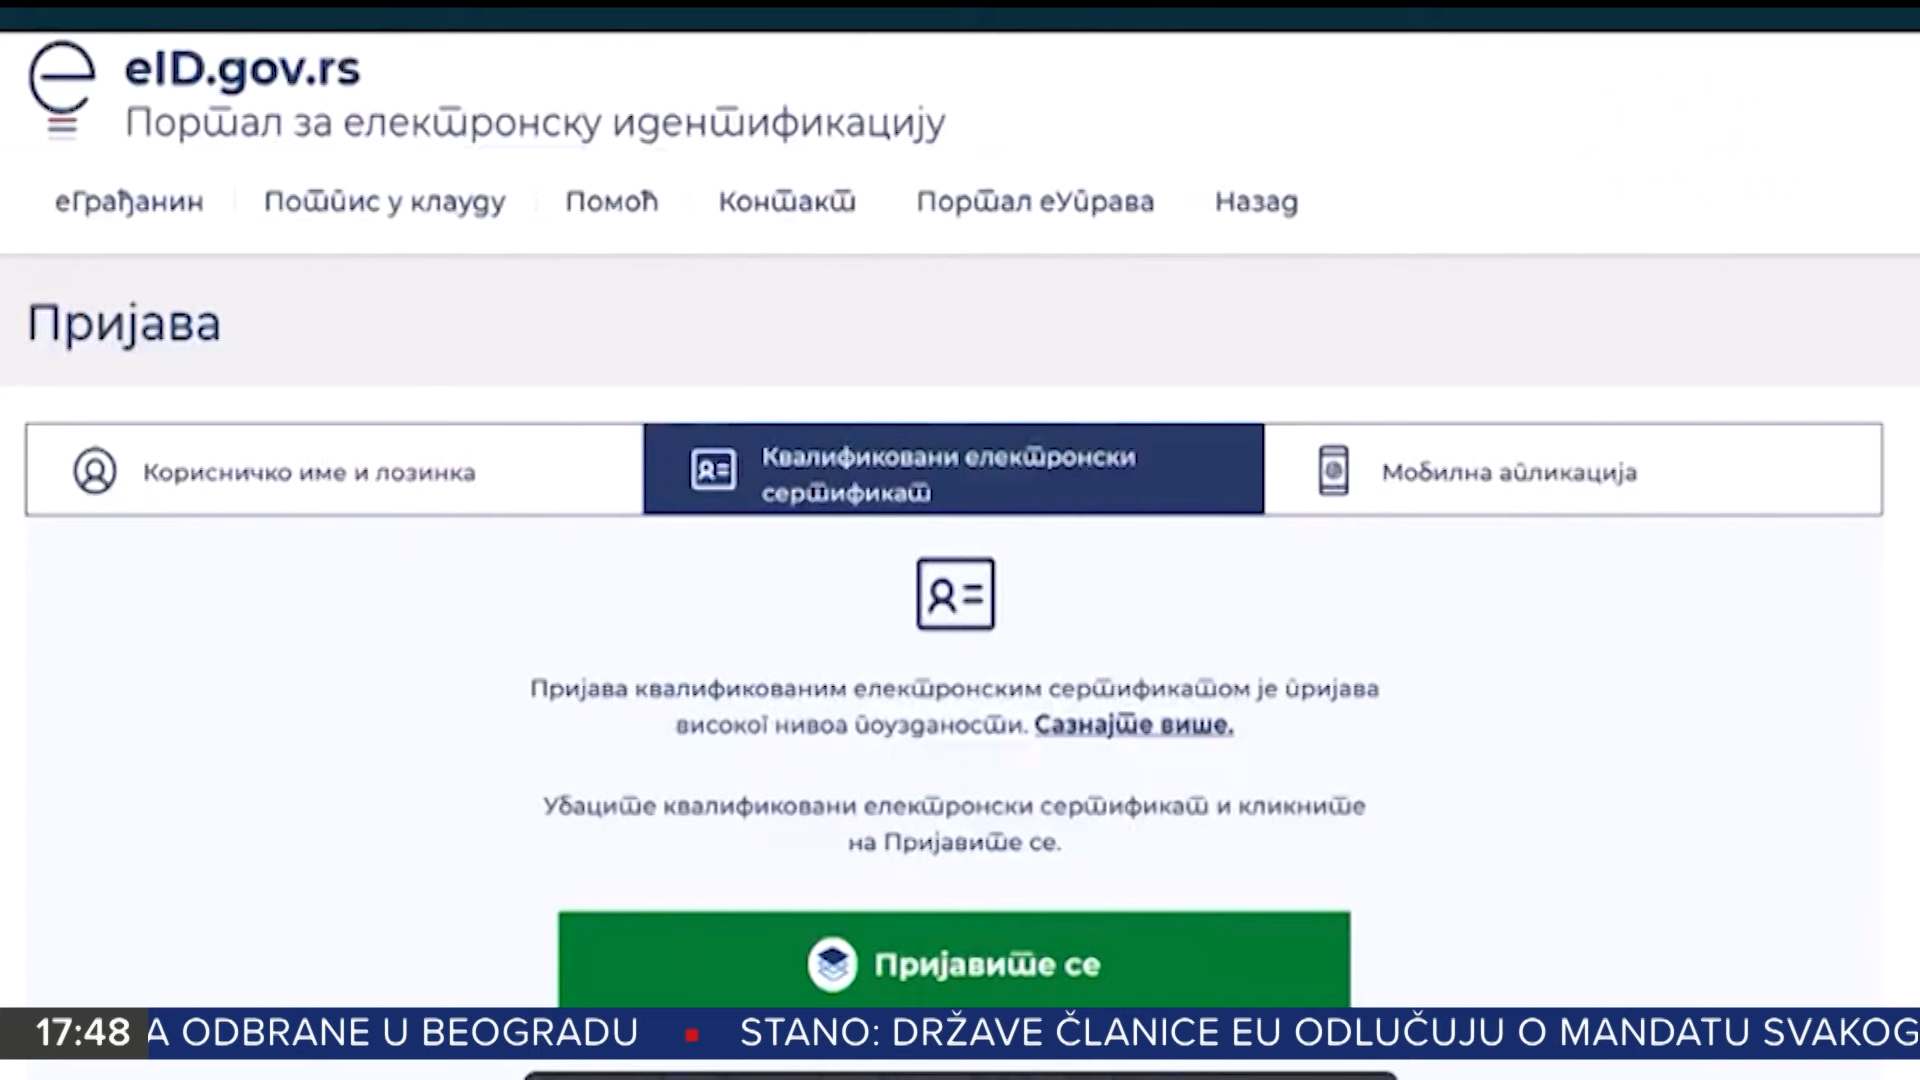 eID.gov.rs
Портал за електронску идентификацију
еГрађанин Потпис у клауду Помоћ Контакт Портал еУправа Назад
Пријава
Корисничко име и лозинка
Квалификовани електронски
сертификат
Мобилна апликација
Пријава квалификованим електронским сертификатом је пријава
високог нивоа поузданости. Сазнајте више.
Убаците квалификовани електронски сертификат и кликните
на Пријавите се.
Пријавите се
17:48 A ODBRANE U BEOGRADU ▪ STANO: DRŽAVE ČLANICE EU ODLUČUJU O MANDATU SVAKOG